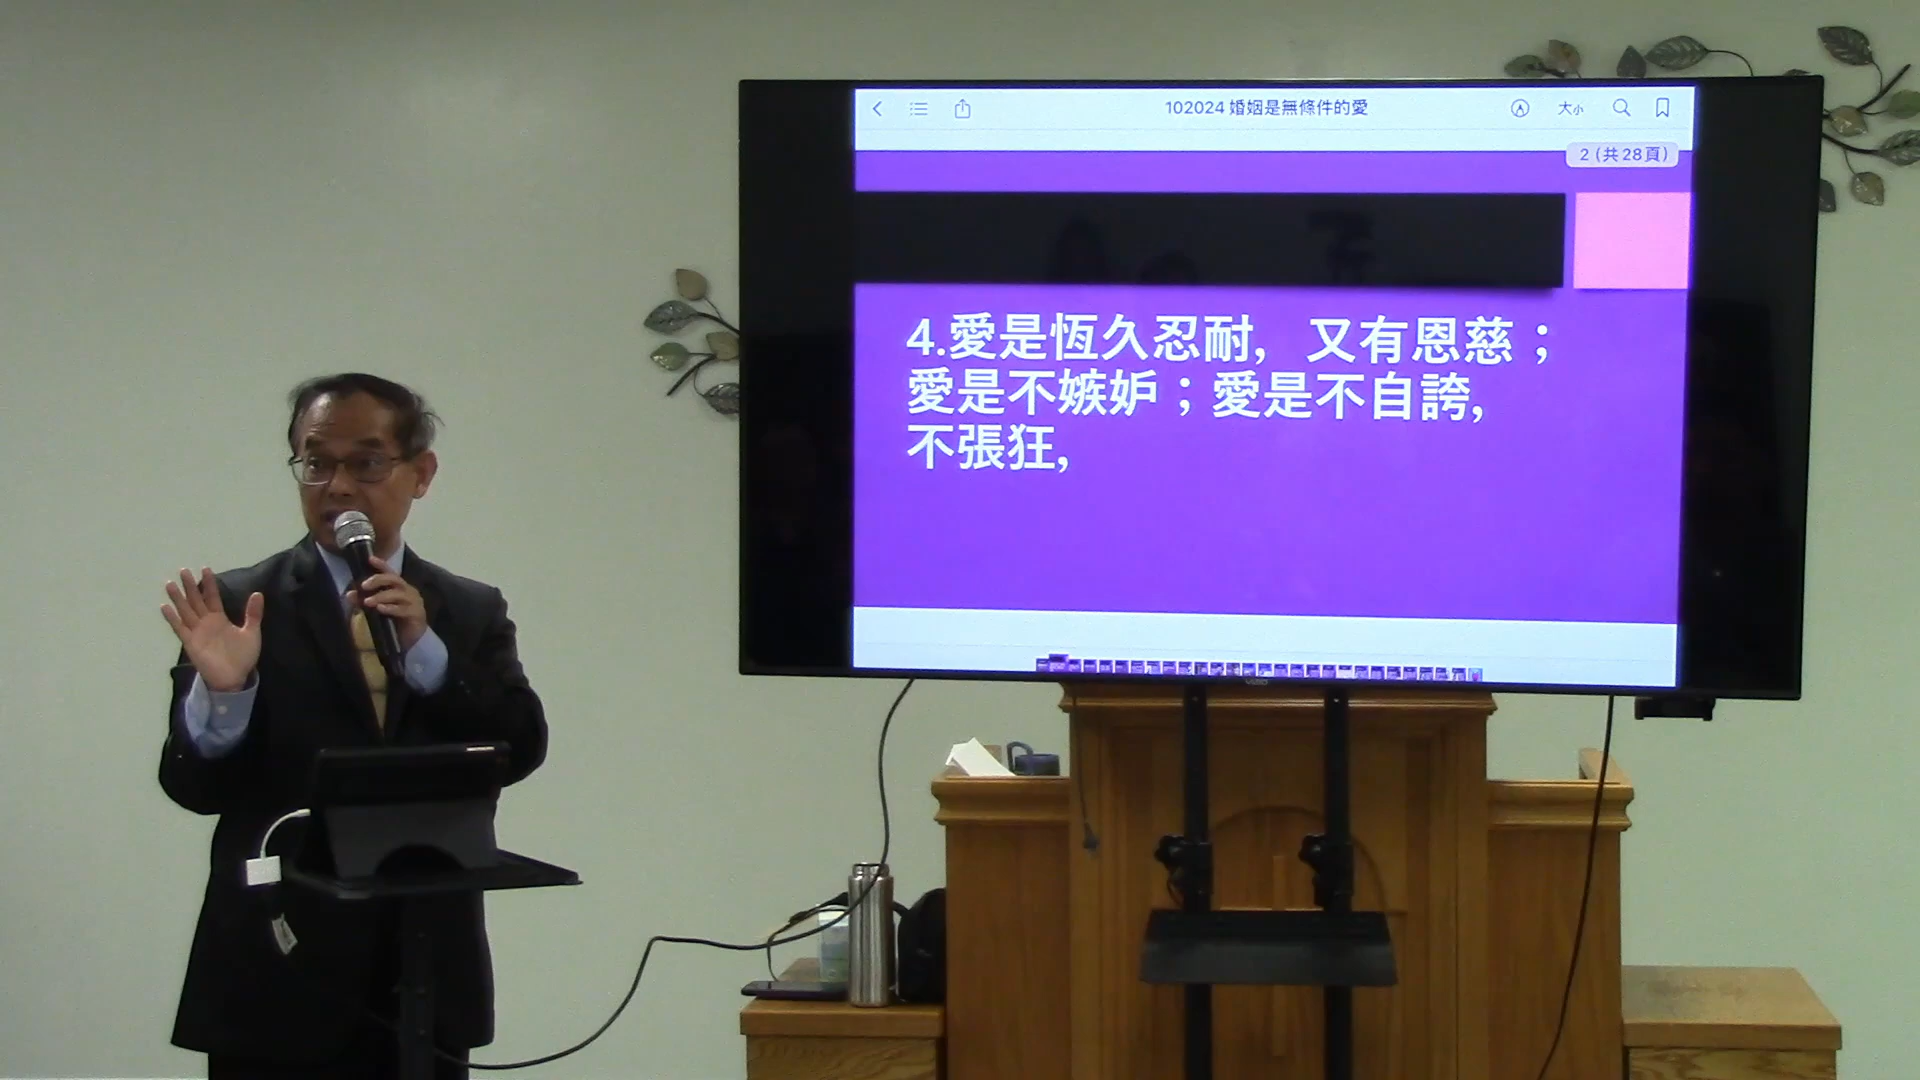 102024 婚姻是無條件的愛
大小
2 (共28頁)
4.愛是恆久忍耐, 又有恩慈；
愛是不嫉妒；愛是不自誇,
不張狂,